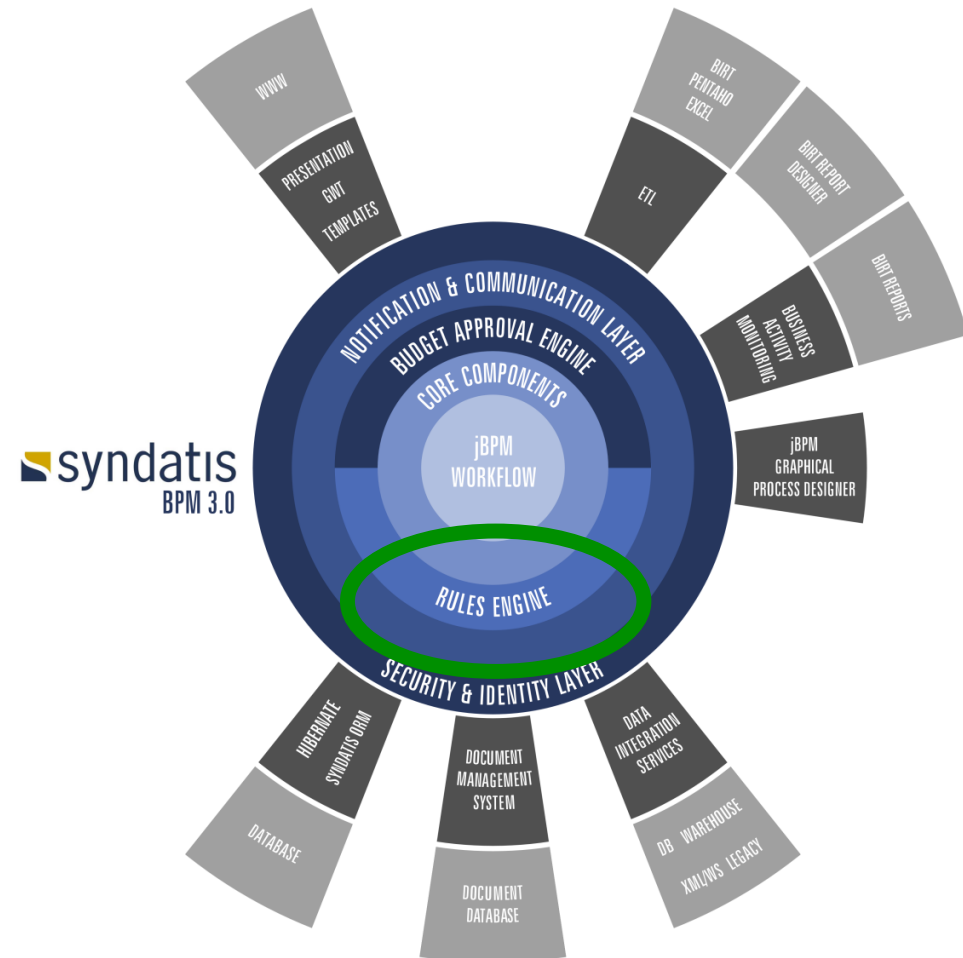 WWW
PRESENTATION
GWT
TEMPLATES
BIRT
PENTAHO
EXCEL
ETL
BIRT REPORT
DESIGNER
BIRT REPORTS
BUSINESS
ACTIVITY
MONITORING
jBPM
GRAPHICAL
PROCESS DESIGNER
NOTIFICATION & COMMUNICATION LAYER
BUDGET APPROVAL ENGINE
CORE COMPONENTS
jBPM
WORKFLOW
RULES ENGINE
SECURITY & IDENTITY LAYER
syndatis
BPM 3.0
HIBERNATE
SYNDATIS ORM
DATABASE
DOCUMENT
MANAGEMENT
SYSTEM
DOCUMENT
DATABASE
DATA
INTEGRATION
SERVICES
DB WAREHOUSE
XML/WS LEGACY